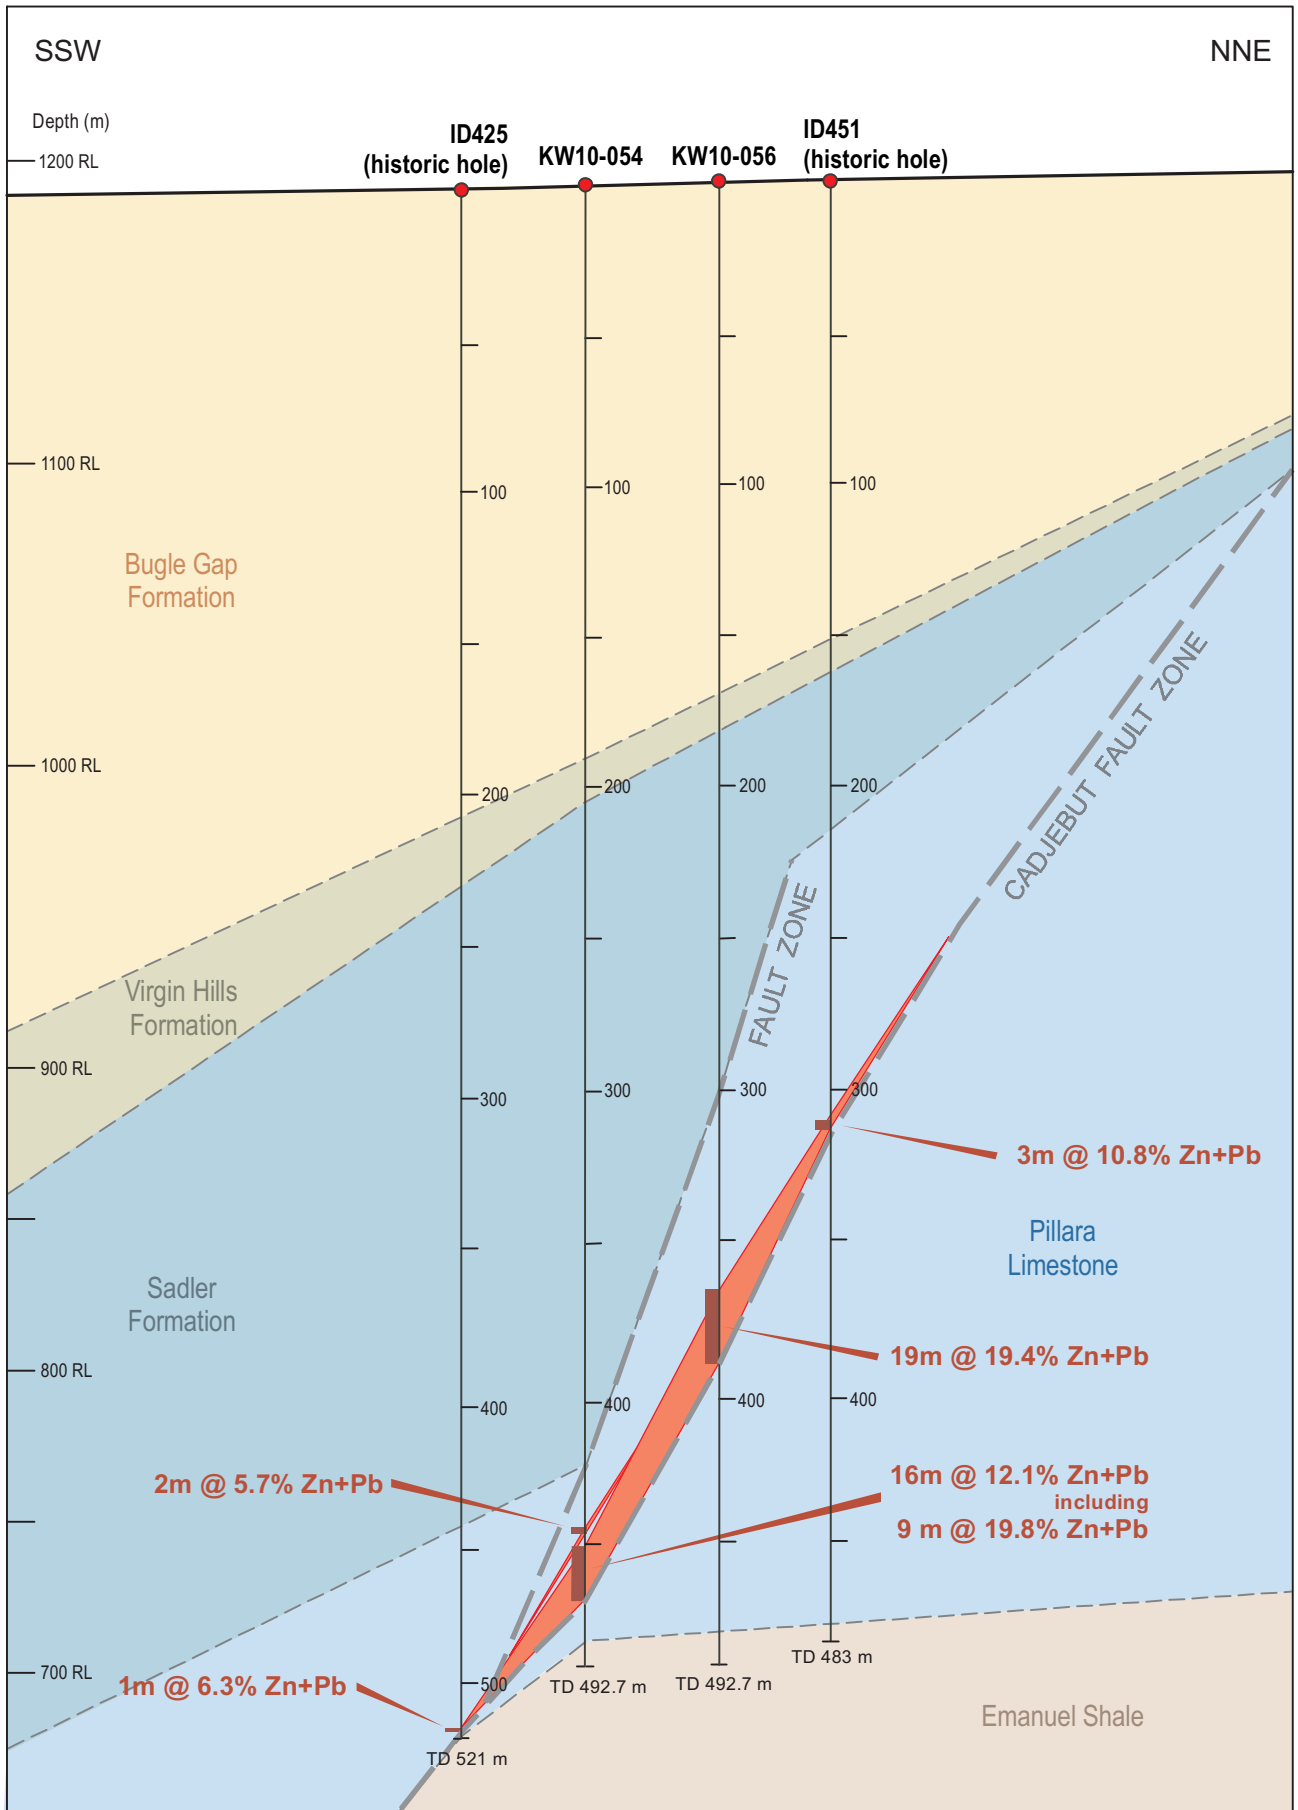 SSW
NNE
Depth (m)
1200 RL
ID425
(historic hole)
KW10-054
KW10-056
ID451
(historic hole)
1100 RL
100
100
100
100
Bugle Gap
Formation
1000 RL
200
200
200
200
CADJEBUT FAULT ZONE
FAULT ZONE
Virgin Hills
Formation
900 RL
300
300
300
300
3m @ 10.8% Zn+Pb
Pillara
Limestone
Sadler
Formation
19m @ 19.4% Zn+Pb
800 RL
400
400
400
400
2m @ 5.7% Zn+Pb
16m @ 12.1% Zn+Pb
including
9 m @ 19.8% Zn+Pb
700 RL
500
1m @ 6.3% Zn+Pb
TD 483 m
TD 492.7 m
TD 492.7 m
Emanuel Shale
TD 521 m